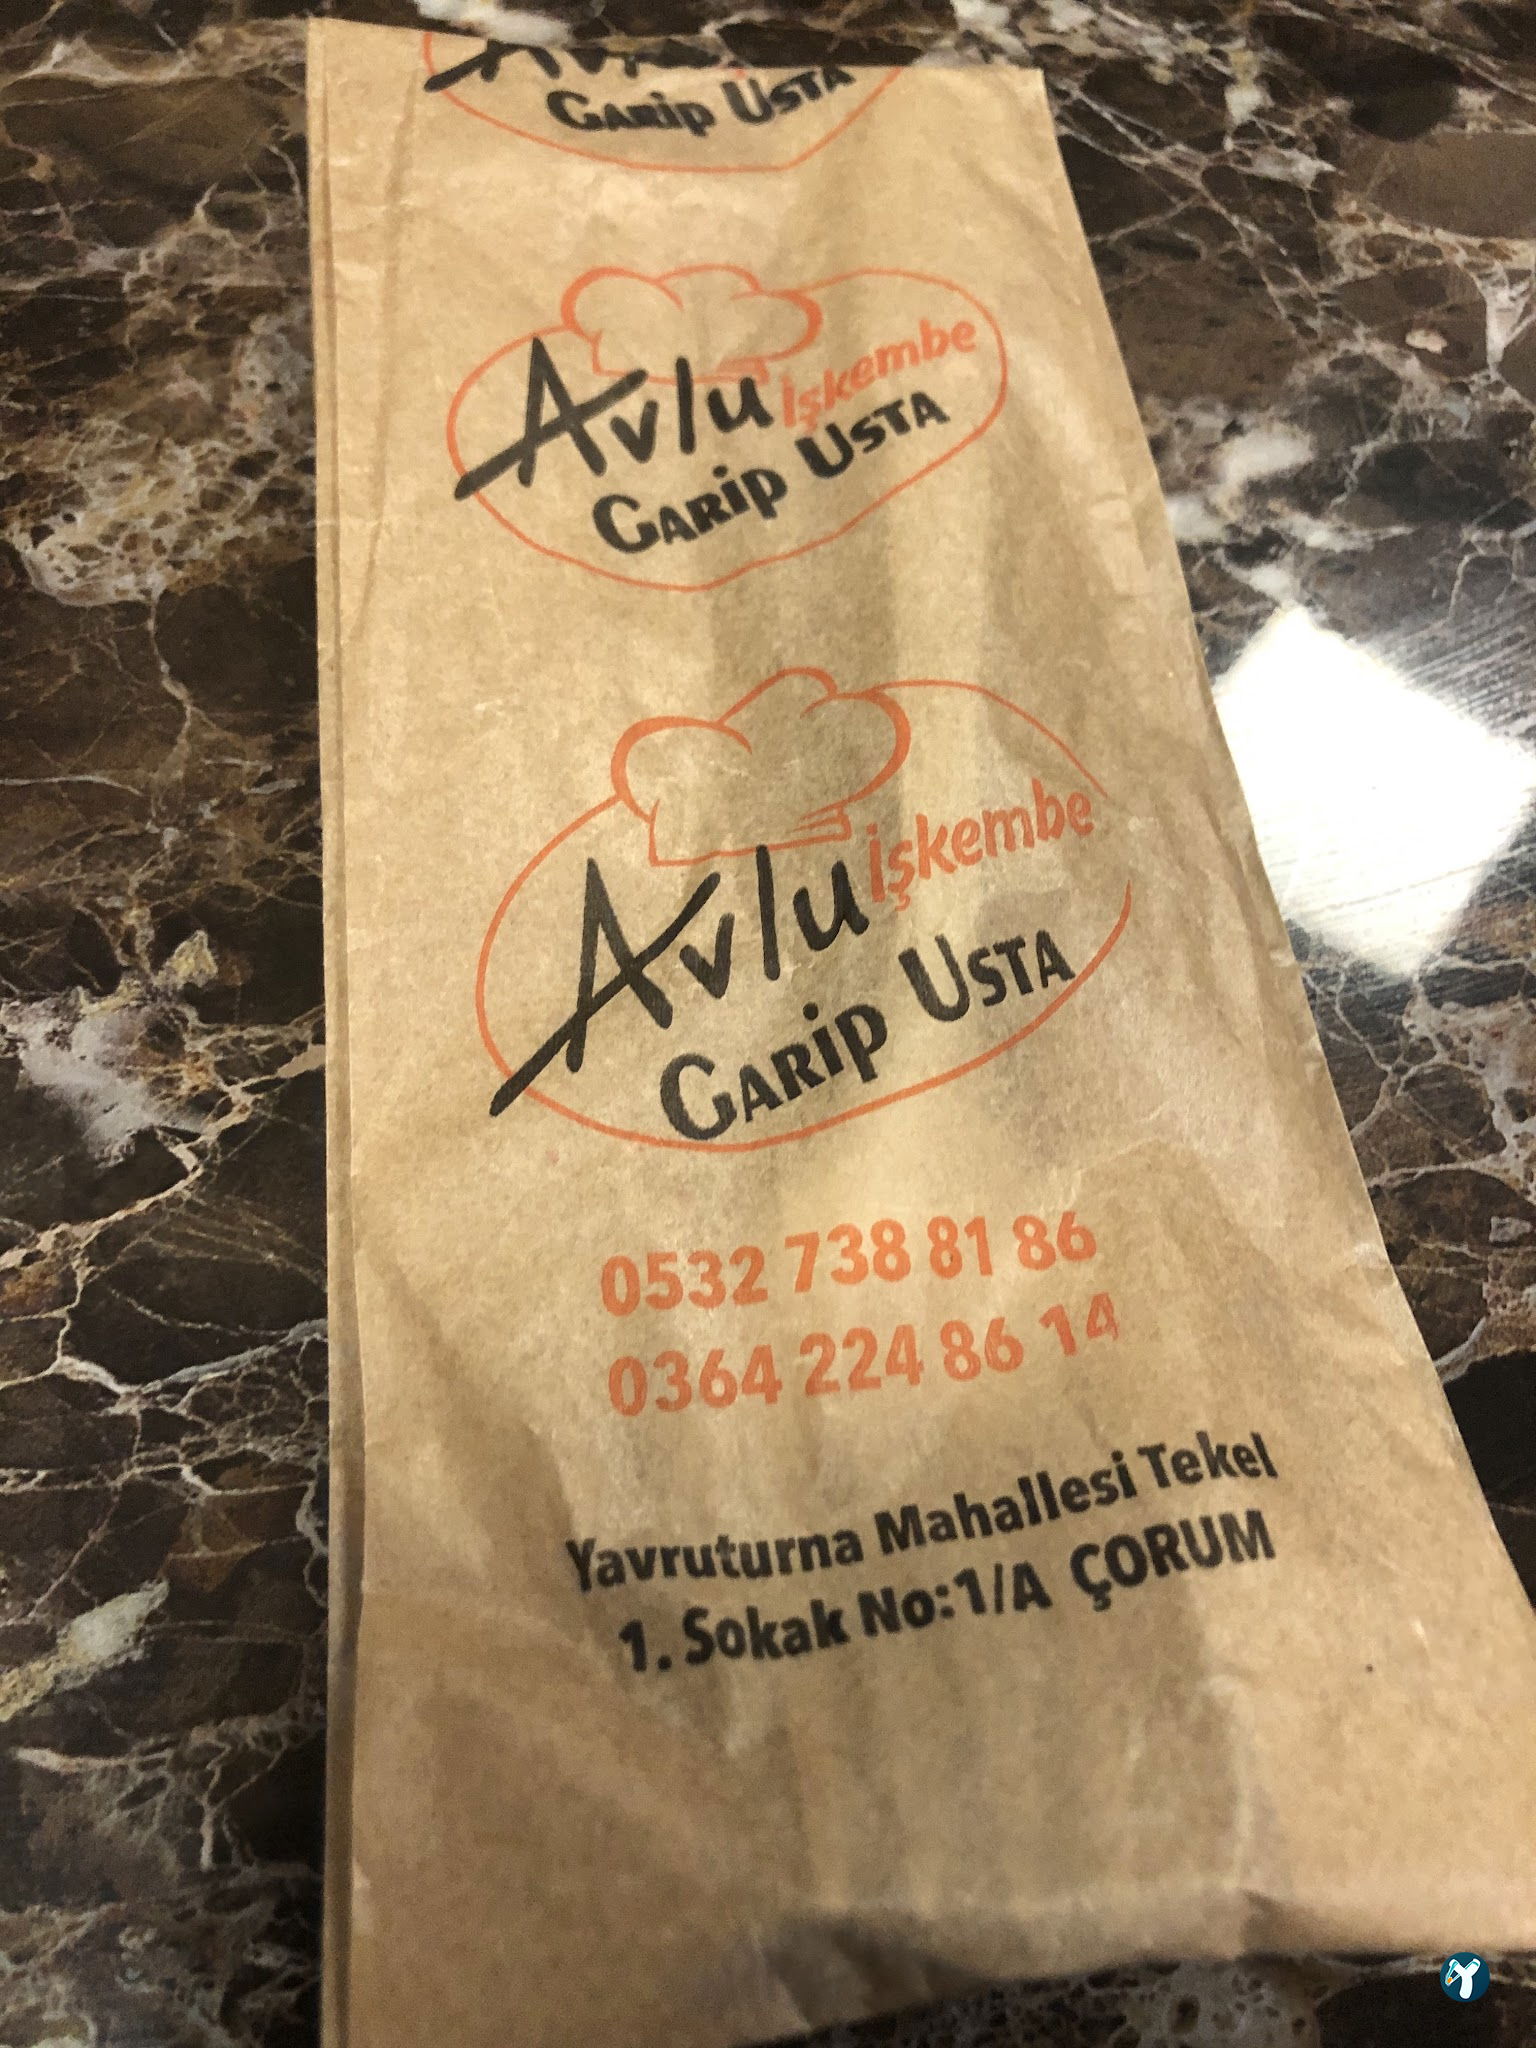 Garip Usta
Avlu İşkembe
Garip Usta
Avlu İşkembe
Garip Usta
0532 738 81 86
0364 224 86 14
Yavruturna Mahallesi Tekel
1. Sokak No:1/A ÇORUM